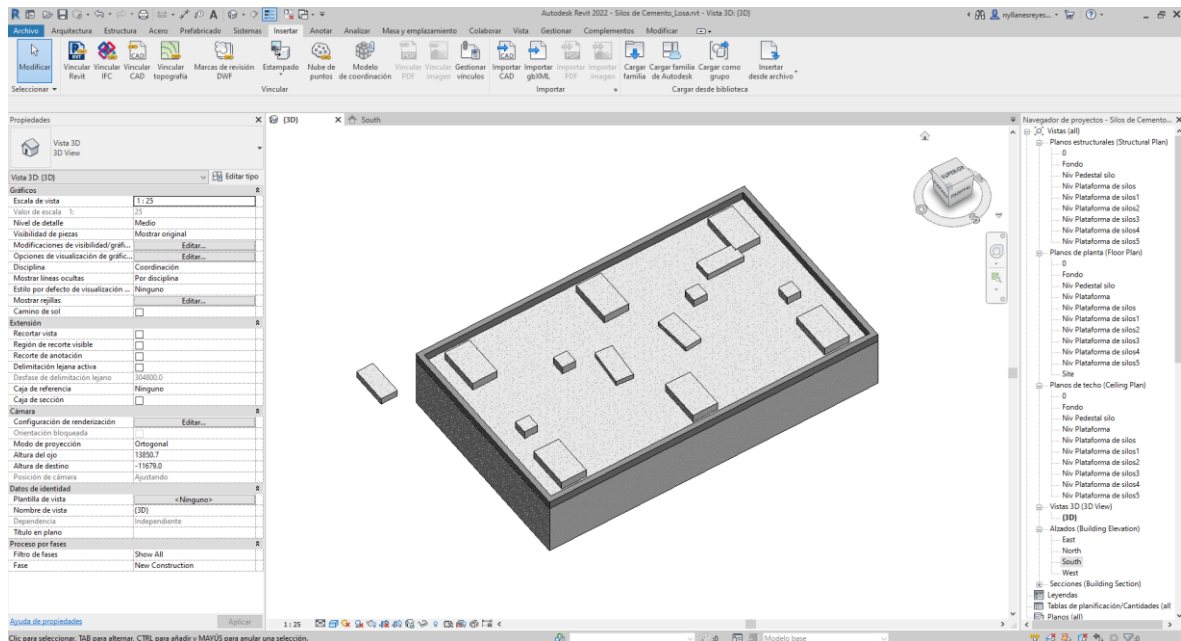 Autodesk Revit 2022 - Silos de Cemento_Losa.rvt - Vista 3D: {3D}
nyllanesreyes...
Archivo Arquitectura Estructura Acero Prefabricado Sistemas Insertar Anotar Analizar Masa y emplazamiento Colaborar Vista Gestionar Complementos Modificar
Modificar
Vincular Revit
Vincular IFC
Vincular CAD
Vincular topografía
Marcas de revisión DWF
Estampado
Nube de puntos
Modelo de coordinación
Vincular PDF
Vincular imagen
Gestionar vínculos
Importar CAD
Importar gbXML
Importar PDF
Importar imagen
Cargar familia
Cargar familia de Autodesk
Cargar como grupo
Insertar desde archivo
Seleccionar
Vincular
Importar
Cargar desde biblioteca
Propiedades
Vista 3D
3D View
Vista 3D: {3D}
Editar tipo
Gráficos
Escala de vista 1 : 25
Valor de escala 1: 25
Nivel de detalle Medio
Visibilidad de piezas Mostrar original
Modificaciones de visibilidad/gráfi... Editar...
Opciones de visualización de gráfic... Editar...
Disciplina Coordinación
Mostrar líneas ocultas Por disciplina
Estilo por defecto de visualización ... Ninguno
Mostrar rejillas Editar...
Camino de sol
Extensión
Recortar vista
Región de recorte visible
Recorte de anotación
Delimitación lejana activa
Desfase de delimitación lejano 304800.0
Caja de referencia Ninguno
Caja de sección
Cámara
Configuración de renderización Editar...
Orientación bloqueada
Modo de proyección Ortogonal
Altura del ojo 13850.7
Altura de destino -11679.0
Posición de cámara Ajustando
Datos de identidad
Plantilla de vista <Ninguno>
Nombre de vista {3D}
Dependencia Independiente
Título en plano
Proceso por fases
Filtro de fases Show All
Fase New Construction
Ayuda de propiedades
Aplicar
{3D}
South
SUPERIOR
1 : 25
Navegador de proyectos - Silos de Cemento...
Vistas (all)
Planos estructurales (Structural Plan)
0
Fondo
Niv Pedestal silo
Niv Plataforma de silos
Niv Plataforma de silos1
Niv Plataforma de silos2
Niv Plataforma de silos3
Niv Plataforma de silos4
Niv Plataforma de silos5
Planos de planta (Floor Plan)
0
Fondo
Niv Pedestal silo
Niv Plataforma
Niv Plataforma de silos
Niv Plataforma de silos1
Niv Plataforma de silos2
Niv Plataforma de silos3
Niv Plataforma de silos4
Niv Plataforma de silos5
Site
Planos de techo (Ceiling Plan)
0
Fondo
Niv Pedestal silo
Niv Plataforma
Niv Plataforma de silos
Niv Plataforma de silos1
Niv Plataforma de silos2
Niv Plataforma de silos3
Niv Plataforma de silos4
Niv Plataforma de silos5
Vistas 3D (3D View)
{3D}
Alzados (Building Elevation)
East
North
South
West
Secciones (Building Section)
Leyendas
Tablas de planificación/Cantidades (all
Planos (all)
Clic para seleccionar, TAB para alternar, CTRL para añadir y MAYÚS para anular una selección.
:0
Modelo base